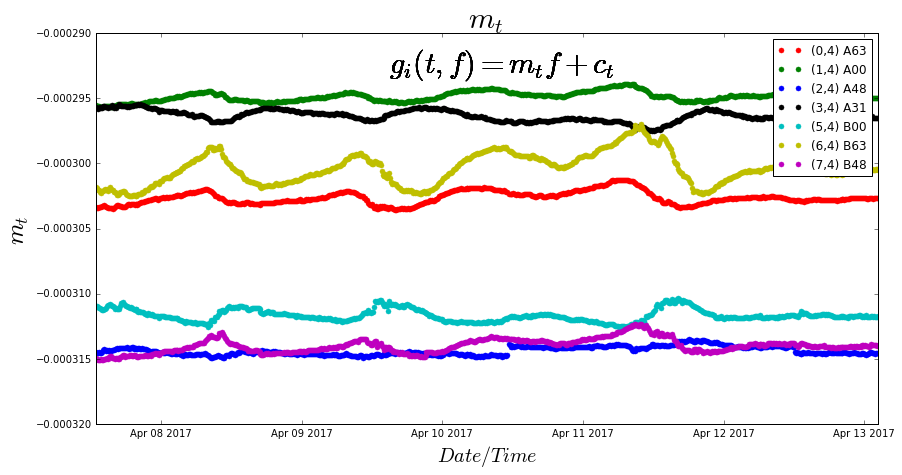 m_t
g_i(t, f) = m_t f + c_t
(0,4) A63
(1,4) A00
(2,4) A48
(3,4) A31
(5,4) B00
(6,4) B63
(7,4) B48
−0.000290
−0.000295
−0.000300
−0.000305
−0.000310
−0.000315
−0.000320
m_t
Apr 08 2017 Apr 09 2017 Apr 10 2017 Apr 11 2017 Apr 12 2017 Apr 13 2017
Date/Time